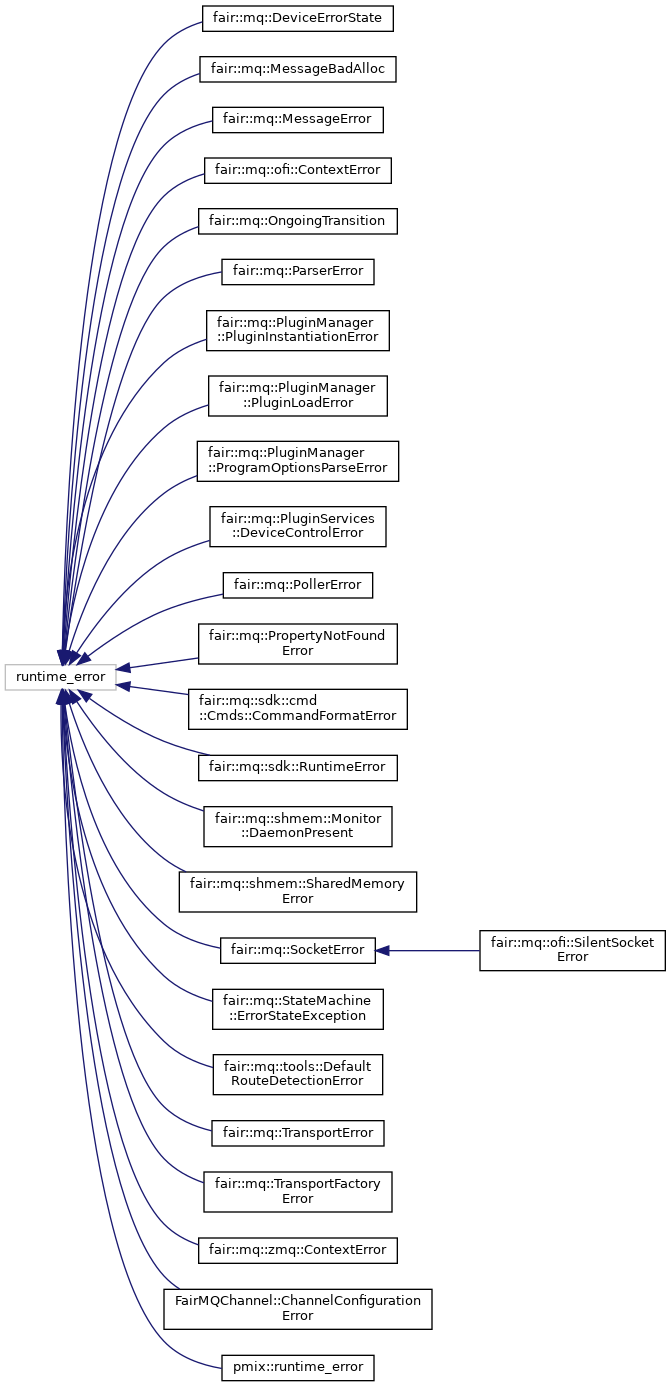 fair::mq::DeviceErrorState
fair::mq::MessageBadAlloc
fair::mq::MessageError
fair::mq::ofi::ContextError
fair::mq::OngoingTransition
fair::mq::ParserError
fair::mq::PluginManager
::PluginInstantiationError
fair::mq::PluginManager
::PluginLoadError
fair::mq::PluginManager
::ProgramOptionsParseError
fair::mq::PluginServices
::DeviceControlError
fair::mq::PollerError
fair::mq::PropertyNotFound
Error
runtime_error
fair::mq::sdk::cmd
::Cmds::CommandFormatError
fair::mq::sdk::RuntimeError
fair::mq::shmem::Monitor
::DaemonPresent
fair::mq::shmem::SharedMemory
Error
fair::mq::SocketError
fair::mq::ofi::SilentSocket
Error
fair::mq::StateMachine
::ErrorStateException
fair::mq::tools::Default
RouteDetectionError
fair::mq::TransportError
fair::mq::TransportFactory
Error
fair::mq::zmq::ContextError
FairMQChannel::ChannelConfiguration
Error
pmix::runtime_error